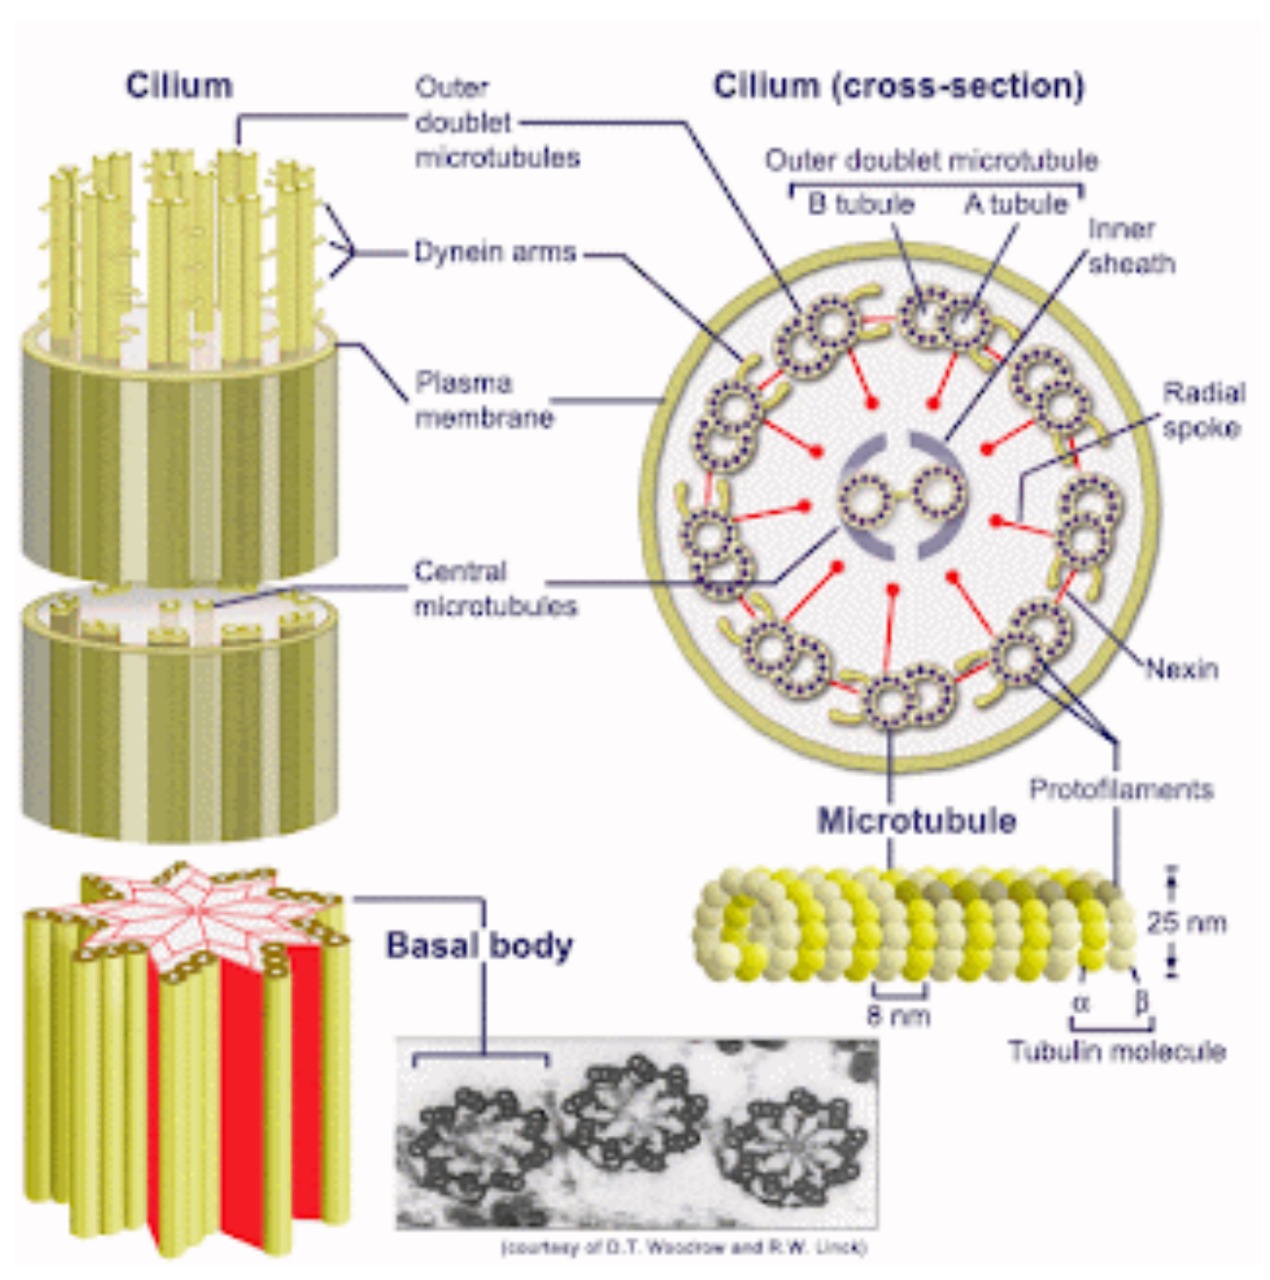 Cilium
Outer
doublet
microtubules
Cilium (cross-section)
Outer doublet microtubule
B tubule
A tubule
Inner
sheath
Dynein arms
Plasma
membrane
Radial
spoke
Central
microtubules
Nexin
Protofilaments
Microtubule
25 nm
8 nm
α
β
Tubulin molecule
Basal body
(courtesy of D.T. Woodrow and R.W. Linck)